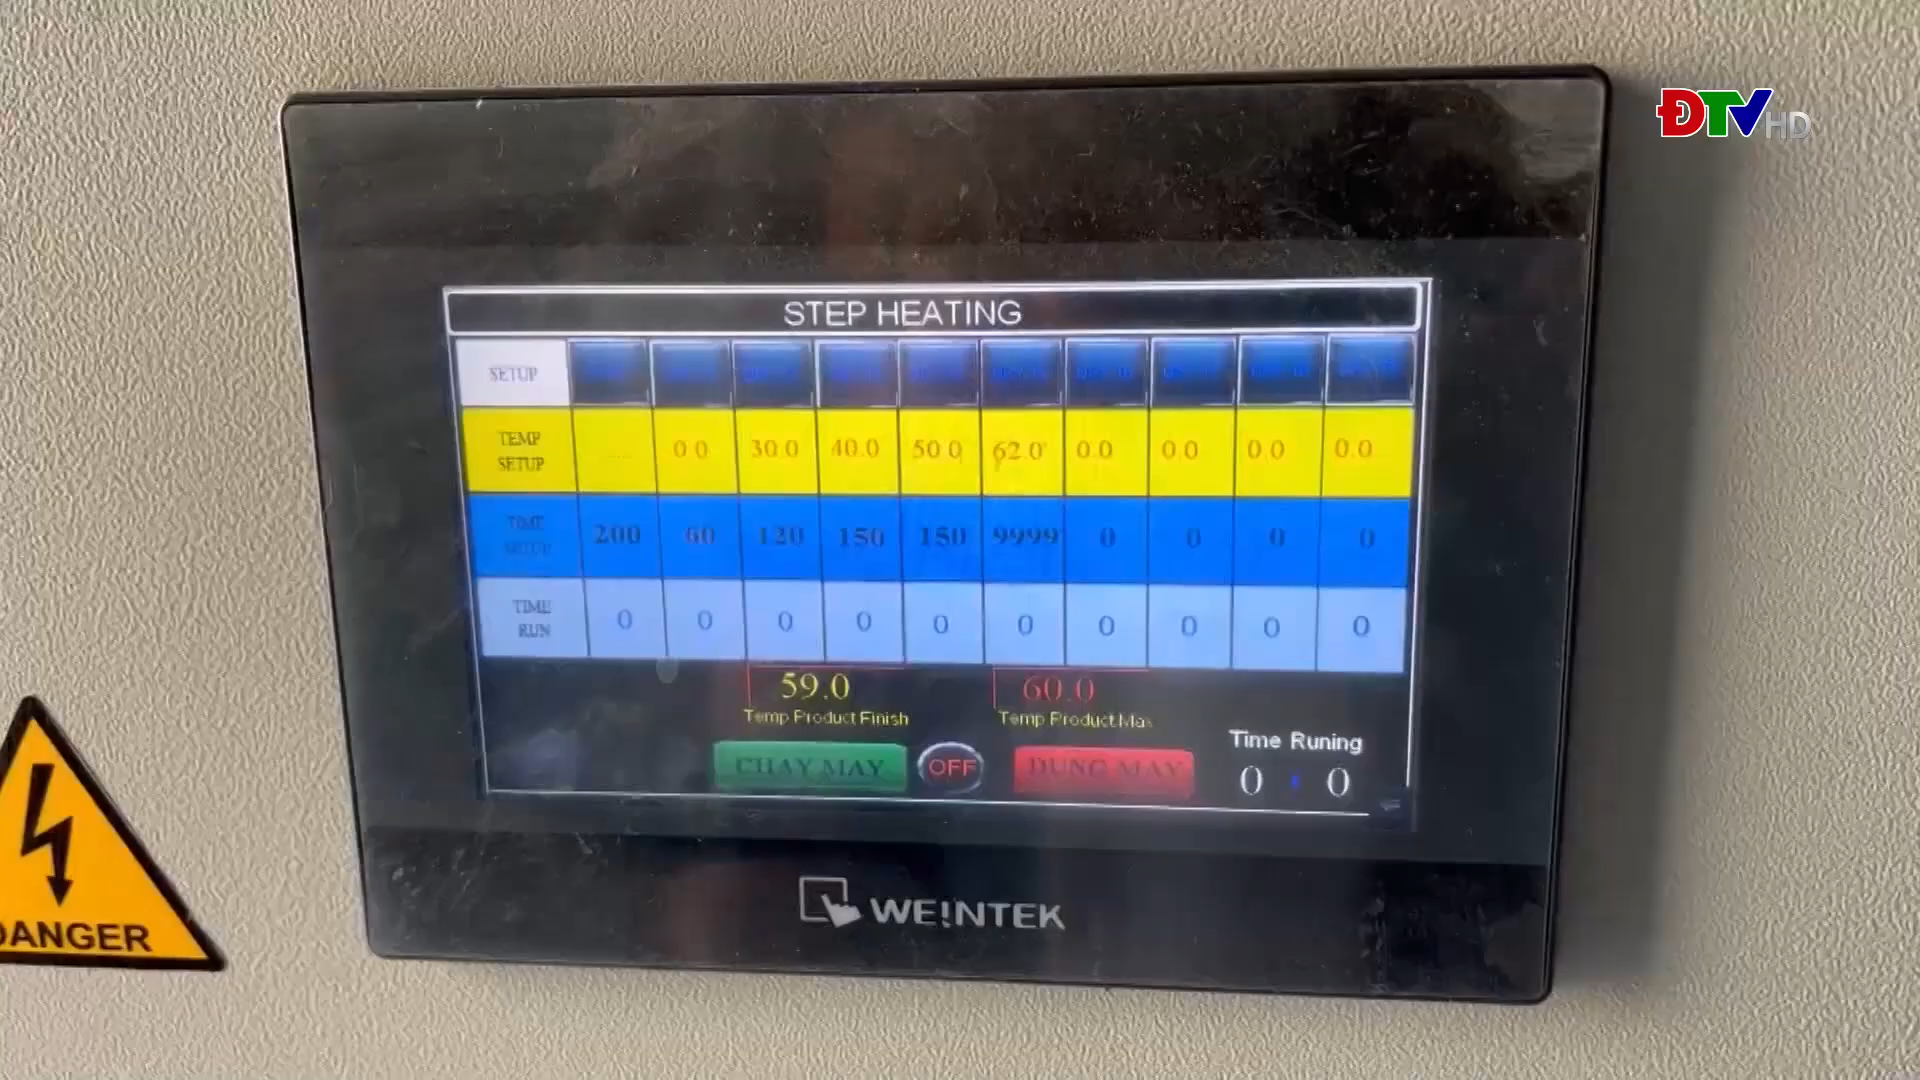 ĐTV HD
STEP HEATING
SETUP
TEMP SETUP 0.0 30.0 40.0 50.0 62.0 0.0 0.0 0.0 0.0
TIME SETUP 200 60 120 150 150 9999 0 0 0 0
TIME RUN 0 0 0 0 0 0 0 0 0 0
59.0 60.0
Temp Product Finish Temp Product Max
Time Runing
CHAY MAY OFF DUNG MAY
0 : 0
WE!NTEK
DANGER